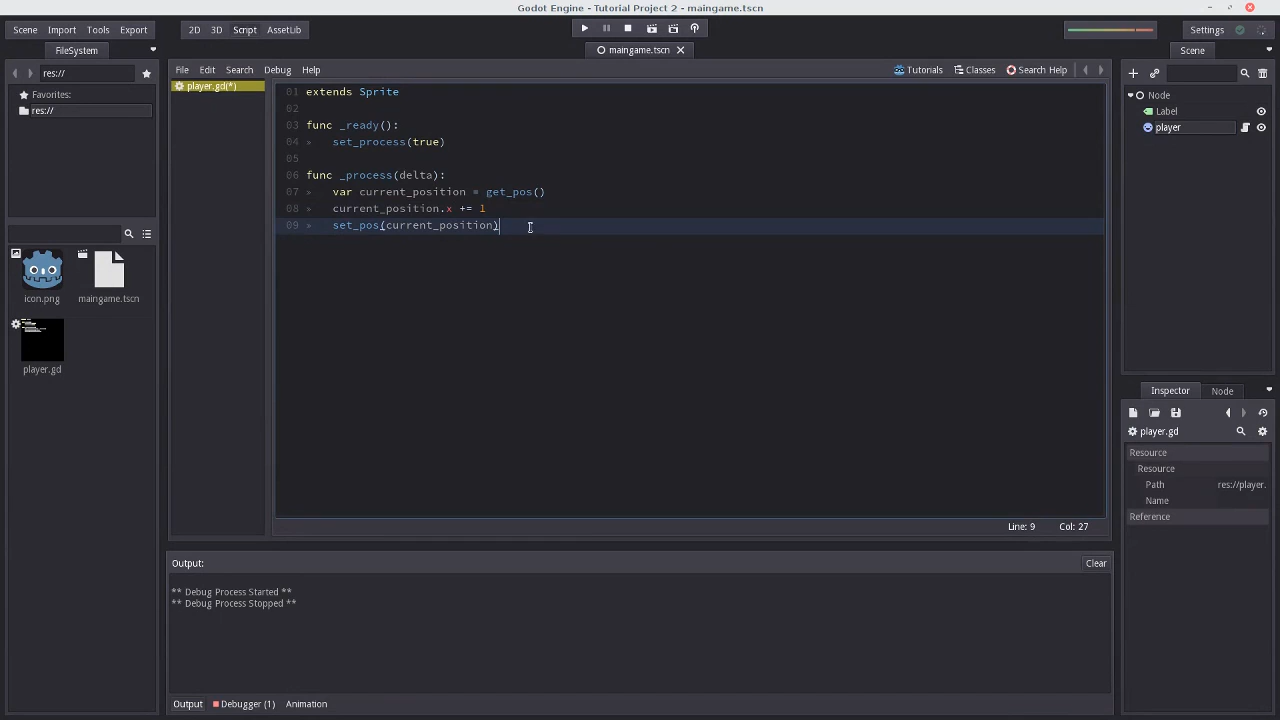 Godot Engine - Tutorial Project 2 - maingame.tscn
Scene Import Tools Export
2D 3D Script AssetLib
Settings
FileSystem
maingame.tscn
Scene
res://
File Edit Search Debug Help
Tutorials Classes Search Help
Favorites:
res://
player.gd(*)
01 extends Sprite
02
03 func _ready():
04 » set_process(true)
05
06 func _process(delta):
07 » var current_position = get_pos()
08 » current_position.x += 1
09 » set_pos(current_position)
Node
Label
player
icon.png
maingame.tscn
player.gd
Line: 9 Col: 27
Inspector Node
player.gd
Resource
Resource
Path res://player.
Name
Reference
Output: Clear
** Debug Process Started **
** Debug Process Stopped **
Output Debugger (1) Animation